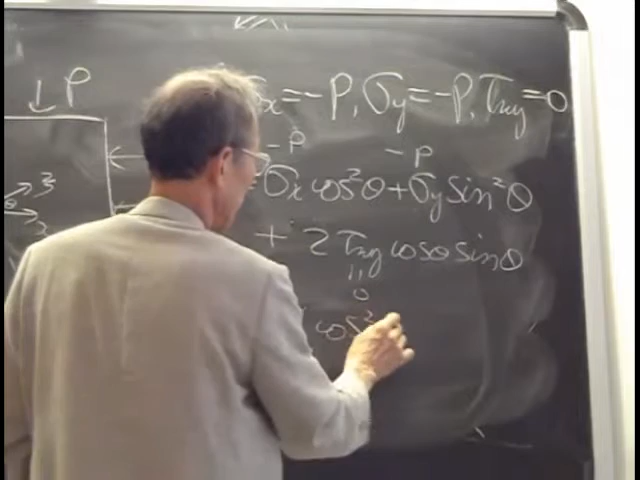 ↓ P
σx = -P, σy = -P, τxy = 0
-P -P
= σx cos²θ + σy sin²θ
+ 2 τxy cosθ sinθ
||
0
cos²